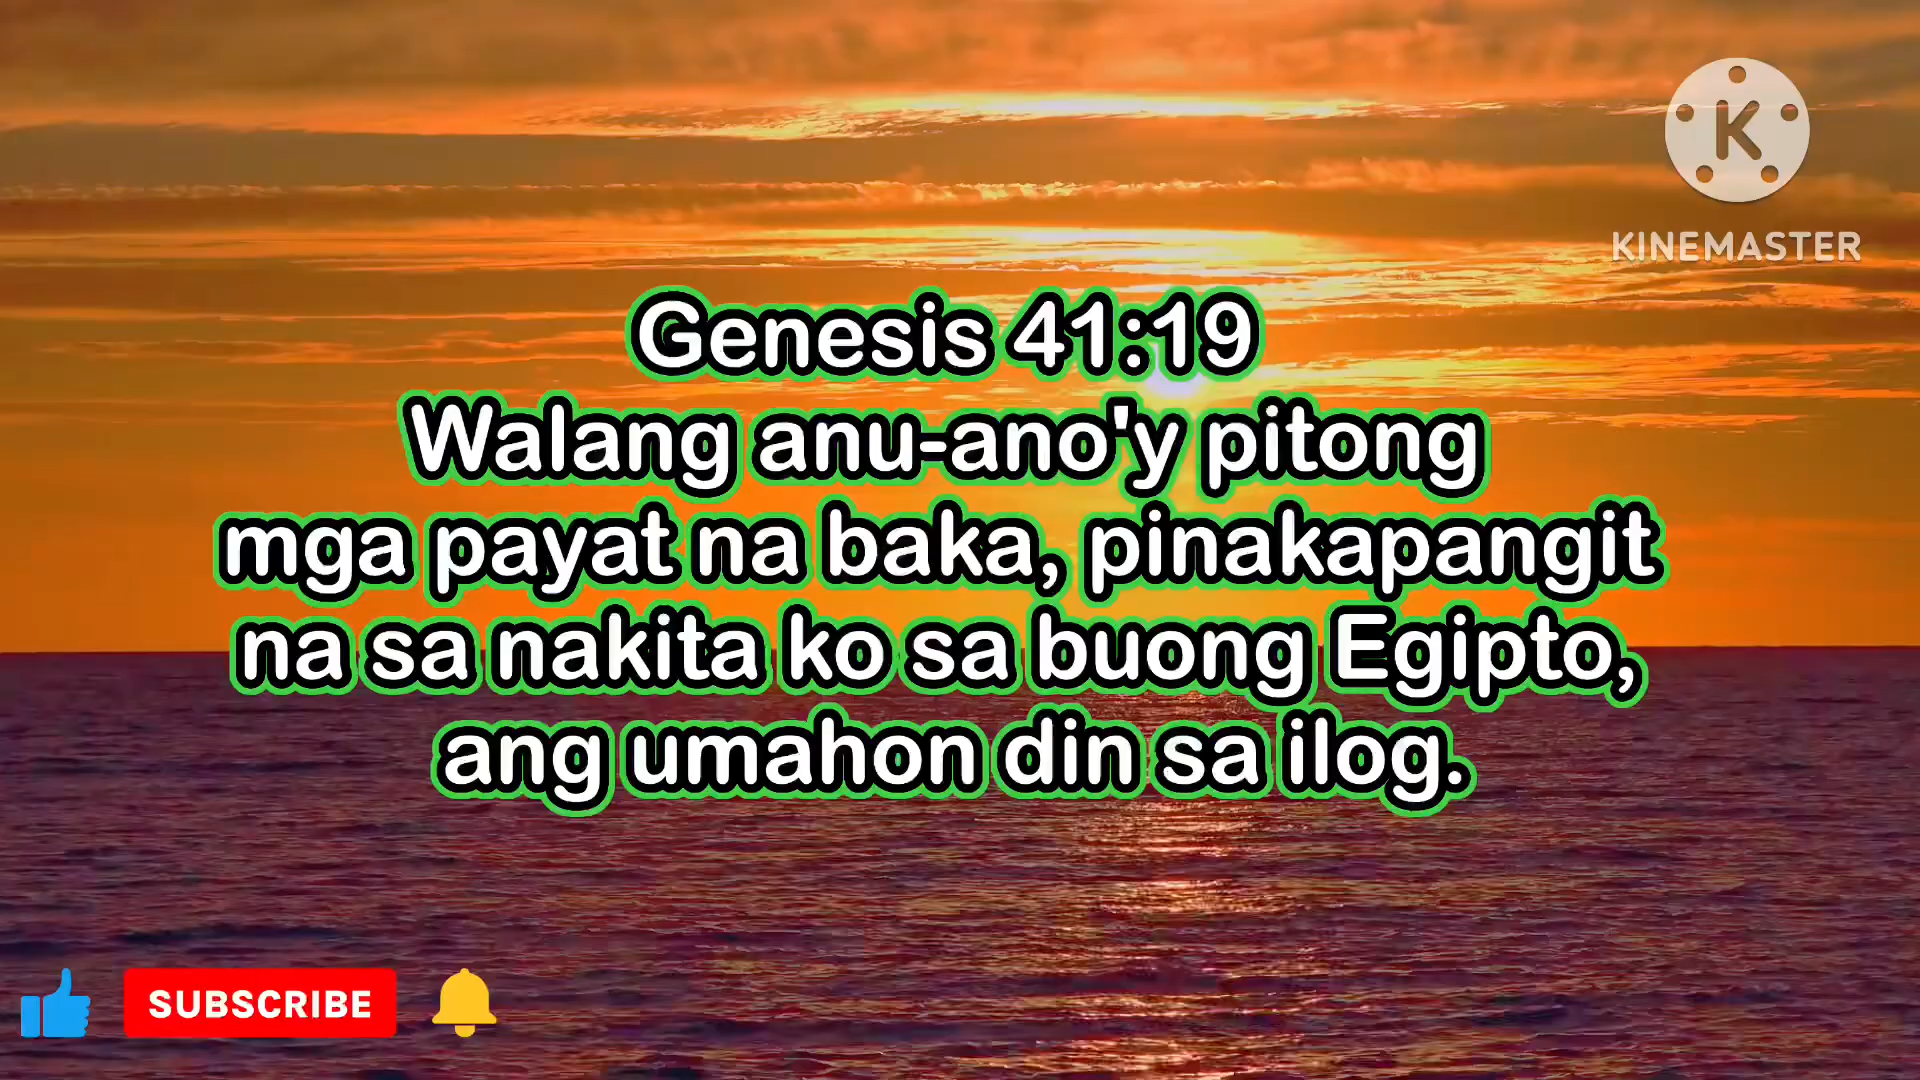 K
KINEMASTER
Genesis 41:19
Walang anu-ano'y pitong
mga payat na baka, pinakapangit
na sa nakita ko sa buong Egipto,
ang umahon din sa ilog.
SUBSCRIBE